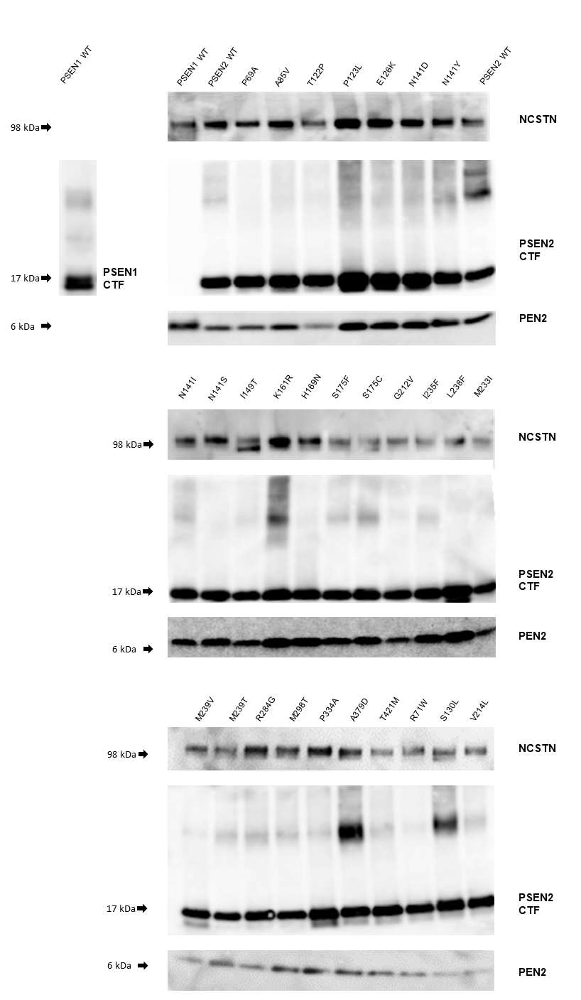 PSEN1 WT
PSEN1 WT
PSEN2 WT
P69A
A85V
T122P
P123L
E126K
N141D
N141Y
PSEN2 WT
98 kDa
NCSTN
PSEN2
CTF
17 kDa
PSEN1
CTF
6 kDa
PEN2
N141I
N141S
I149T
K161R
H169N
S175F
S175C
G212V
I235F
L238F
M233I
98 kDa
NCSTN
PSEN2
CTF
17 kDa
PEN2
6 kDa
M239V
M239T
R284G
M298T
P334A
A379D
T421M
R71W
S130L
V214L
98 kDa
NCSTN
PSEN2
CTF
17 kDa
6 kDa
PEN2